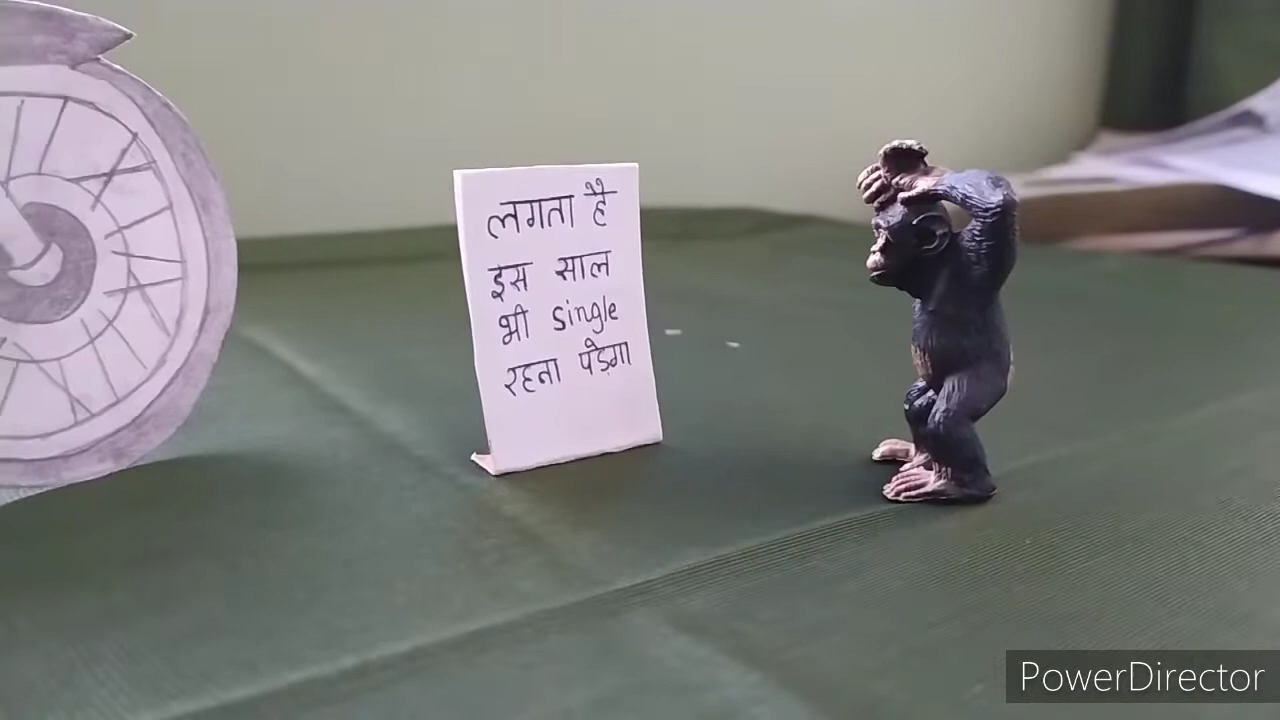 लगता है
इस साल
भी single
रहना पड़ेगा
PowerDirector